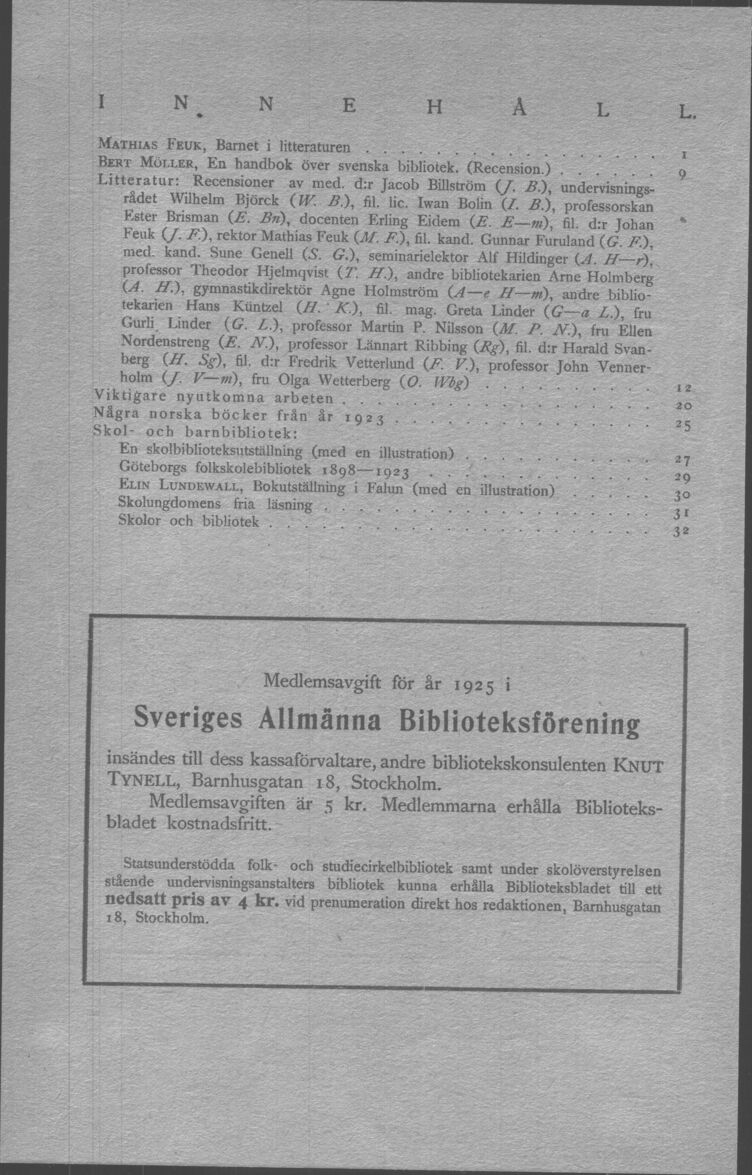 I N N E H Å L L.
MATHIAS FEUK, Barnet i litteraturen . . . . . . . . . . . . . . . . . 1
BERT MÖLLER, En handbok över svenska bibliotek. (Recension.) . . . . . . 9
Litteratur: Recensioner av med. d:r Jacob Billström (J. B.), undervisnings-
rådet Wilhelm Björck (W. B.), fil. lic. Iwan Bolin (I. B.), professorskan
Ester Brisman (E. Bn), docenten Erling Eidem (E. E—m), fil. d:r Johan
Feuk (J. F.), rektor Mathias Feuk (M. F.), fil. kand. Gunnar Furuland (G. F.),
med. kand. Sune Genell (S. G.), seminarielektor Alf Hildinger (A. H—r),
professor Theodor Hjelmqvist (T. H.), andre bibliotekarien Arne Holmberg
(A. H.), gymnastikdirektör Agne Holmström (A—e H—m), andre biblio-
tekarien Hans Küntzel (H. K.), fil. mag. Greta Linder (G—a L.), fru
Gurli Linder (G. L.), professor Martin P. Nilsson (M. P. N.), fru Ellen
Nordenstreng (E. N.), professor Lännart Ribbing (Rg), fil. d:r Harald Svan-
berg (H. Sg), fil. d:r Fredrik Vetterlund (F. V.), professor John Venner-
holm (J. V—m), fru Olga Wetterberg (O. Wbg) . . . . . . . . . . 12
Viktigare nyutkomna arbeten . . . . . . . . . . . . . . . . . . . 20
Några norska böcker från år 1923 . . . . . . . . . . . . . . . . 25
Skol- och barnbibliotek:
En skolbiblioteksutställning (med en illustration) . . . . . . . . . . . 27
Göteborgs folkskolebibliotek 1898—1923 . . . . . . . . . . . . . 29
ELIN LUNDEWALL, Bokutställning i Falun (med en illustration) . . . . . 30
Skolungdomens fria läsning . . . . . . . . . . . . . . . . . . . 31
Skolor och bibliotek . . . . . . . . . . . . . . . . . . . . . . 32
Medlemsavgift för år 1925 i
Sveriges Allmänna Biblioteksförening
insändes till dess kassaförvaltare, andre bibliotekskonsulenten KNUT
TYNELL, Barnhusgatan 18, Stockholm.
Medlemsavgiften är 5 kr. Medlemmarna erhålla Biblioteks-
bladet kostnadsfritt.
Statsunderstödda folk- och studiecirkelbibliotek samt under skolöverstyrelsen
stående undervisningsanstalters bibliotek kunna erhålla Biblioteksbladet till ett
nedsatt pris av 4 kr. vid prenumeration direkt hos redaktionen, Barnhusgatan
18, Stockholm.